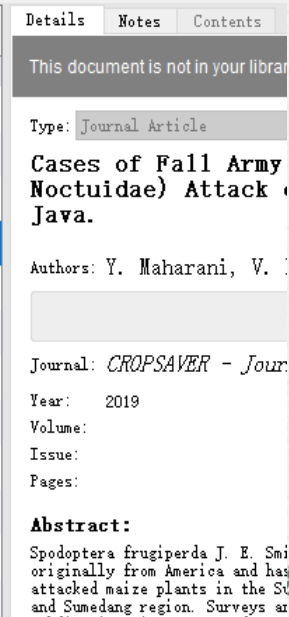 Details Notes Contents
This document is not in your
Type: Journal Article
Cases of Fall Army
Noctuidae) Attack
Java.
Authors: Y. Maharani, V.
Journal: CROPSAVER - Jour
Year: 2019
Volume:
Issue:
Pages:
Abstract:
Spodoptera frugiperda J. E. Smi
originally from America and has
attacked maize plants in the
and Sumedang region. Surveys